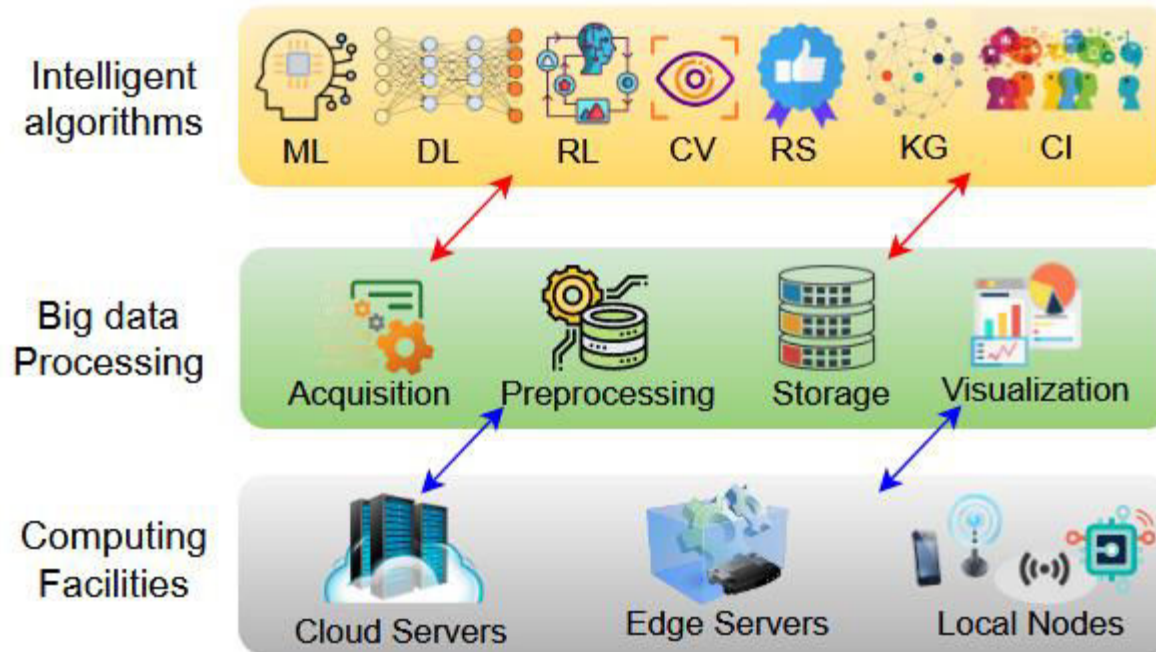 Intelligent
algorithms
ML DL RL CV RS KG CI
Big data
Processing
Acquisition Preprocessing Storage Visualization
Computing
Facilities
Cloud Servers Edge Servers Local Nodes